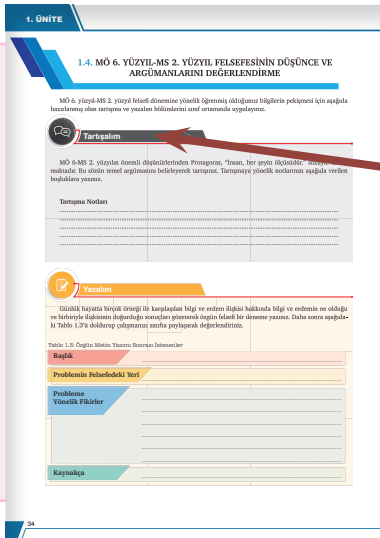 1. ÜNİTE
1.4. MÖ 6. YÜZYIL-MS 2. YÜZYIL FELSEFESİNİN DÜŞÜNCE VE
ARGÜMANLARINI DEĞERLENDİRME
MÖ 6. yüzyıl-MS 2. yüzyıl felsefi dönemine yönelik öğrenmiş olduğunuz bilgilerin pekişmesi için aşağıda
hazırlanmış olan tartışma ve yazalım bölümlerini sınıf ortamında uygulayınız.
Tartışalım
MÖ 6-MS 2. yüzyılın önemli düşünürlerinden Protagoras, "İnsan, her şeyin ölçüsüdür."
maktadır. Bu sözün temel argümanını belirleyerek tartışınız. Tartışmaya yönelik notlarınızı aşağıda verilen
boşluklara yazınız.
Tartışma Notları
Yazalım
Günlük hayatta birçok örneği ile karşılaşılan bilgi ve erdem ilişkisi hakkında bilgi ve erdemin ne olduğu
ve birbiriyle ilişkisinin doğurduğu sonuçları göstererek özgün felsefi bir deneme yazınız. Daha sonra aşağıda-
ki Tablo 1.3'ü doldurup çalışmanızı sınıfta paylaşarak değerlendiriniz.
Tablo 1.3: Özgün Metin Yazımı Sonrası İstenenler
Başlık
Problemin Felsefedeki Yeri
Probleme
Yönelik Fikirler
Kaynakça
34